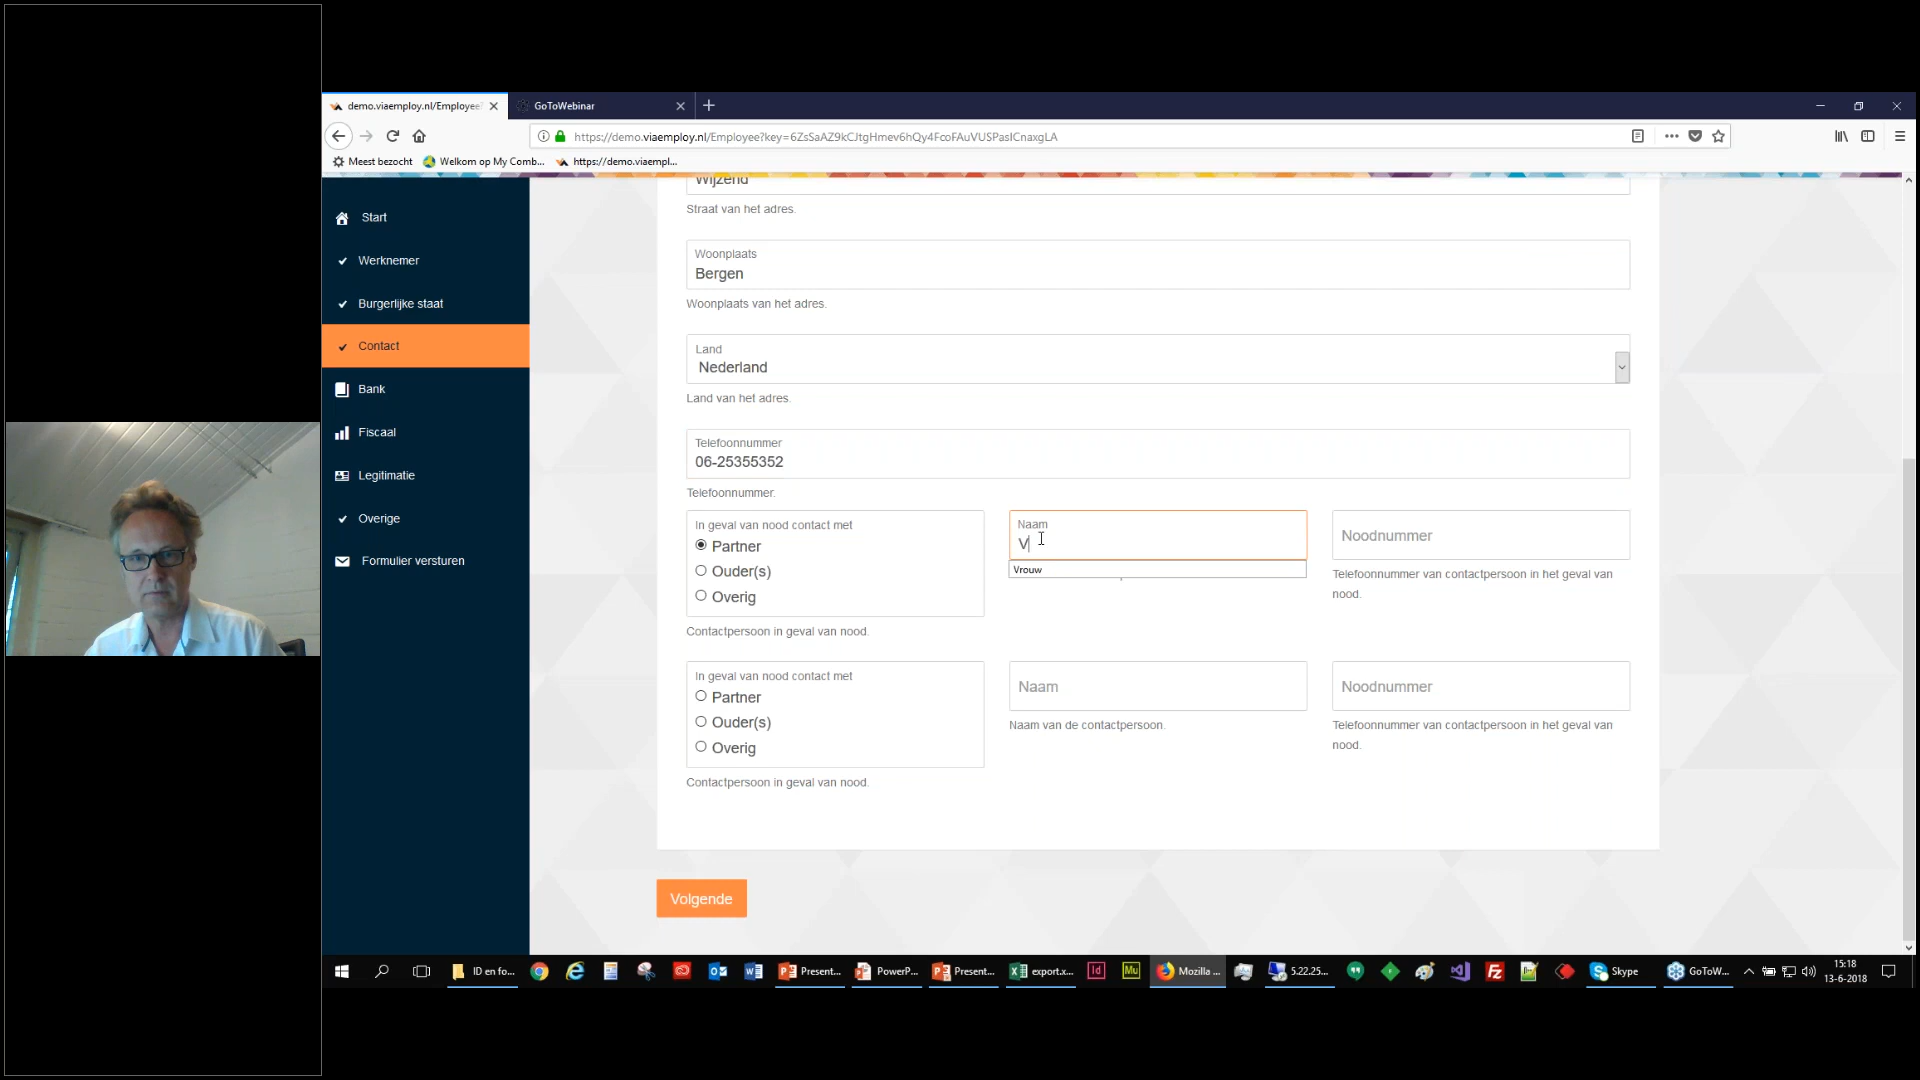 demo.viaemploy.nl/Employee?
GoToWebinar
https://demo.viaemploy.nl/Employee?key=6ZsSaAZ9kCJtgHmev6hQy4FcoFAuVUSPasICnaxgLA
Meest bezocht
Welkom op My Comb...
https://demo.viaempl...
Start
Werknemer
Burgerlijke staat
Contact
Bank
Fiscaal
Legitimatie
Overige
Formulier versturen
Wijzend
Straat van het adres.
Woonplaats
Bergen
Woonplaats van het adres.
Land
Nederland
Land van het adres.
Telefoonnummer
06-25355352
Telefoonnummer.
In geval van nood contact met
Partner
Ouder(s)
Overig
Contactpersoon in geval van nood.
Naam
V
Vrouw
Noodnummer
Telefoonnummer van contactpersoon in het geval van
nood.
In geval van nood contact met
Partner
Ouder(s)
Overig
Contactpersoon in geval van nood.
Naam
Naam van de contactpersoon.
Noodnummer
Telefoonnummer van contactpersoon in het geval van
nood.
Volgende
ID en fo...
Present...
PowerP...
Present...
export.x...
Id
Mu
Mozilla ...
5.22.25...
Skype
GoToW...
15:18
13-6-2018